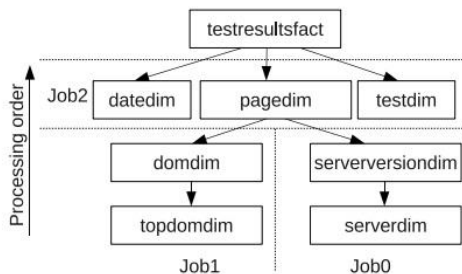 testresultsfact
Processing order
Job2
datedim
pagedim
testdim
domdim
serverversiondim
topdomdim
serverdim
Job1
Job0